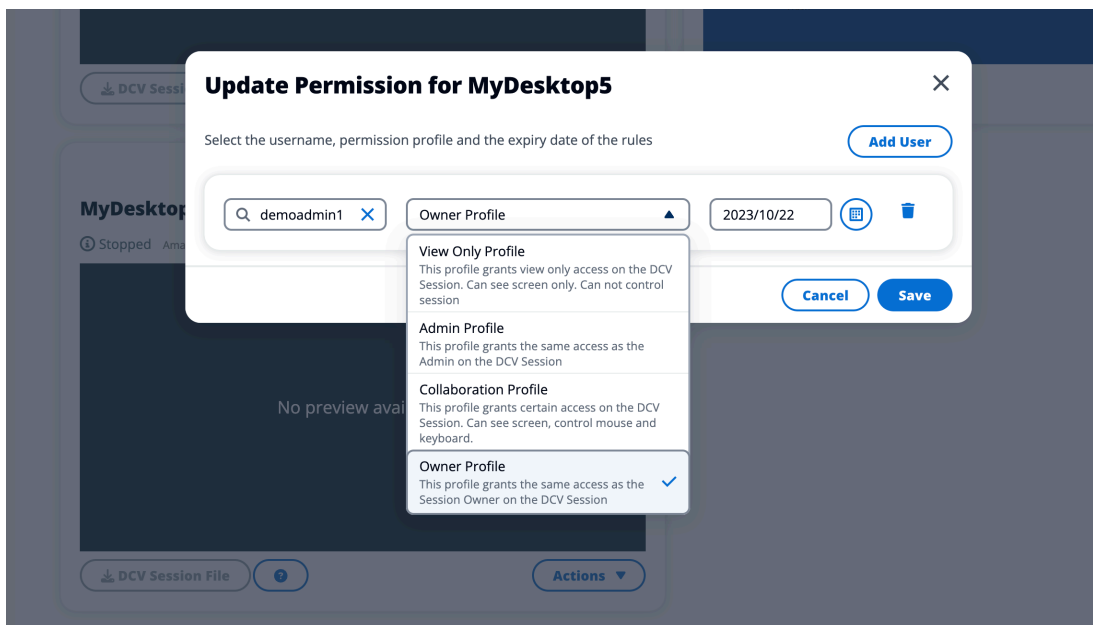 DCV Sessi
Update Permission for MyDesktop5
Select the username, permission profile and the expiry date of the rules
Add User
MyDesktop
Stopped Ama
demoadmin1
Owner Profile
2023/10/22
View Only Profile
This profile grants view only access on the DCV
Session. Can see screen only. Can not control
session
Admin Profile
This profile grants the same access as the
Admin on the DCV Session
Collaboration Profile
This profile grants certain access on the DCV
Session. Can see screen, control mouse and
keyboard.
Owner Profile
This profile grants the same access as the
Session Owner on the DCV Session
Cancel
Save
No preview avai
DCV Session File
?
Actions